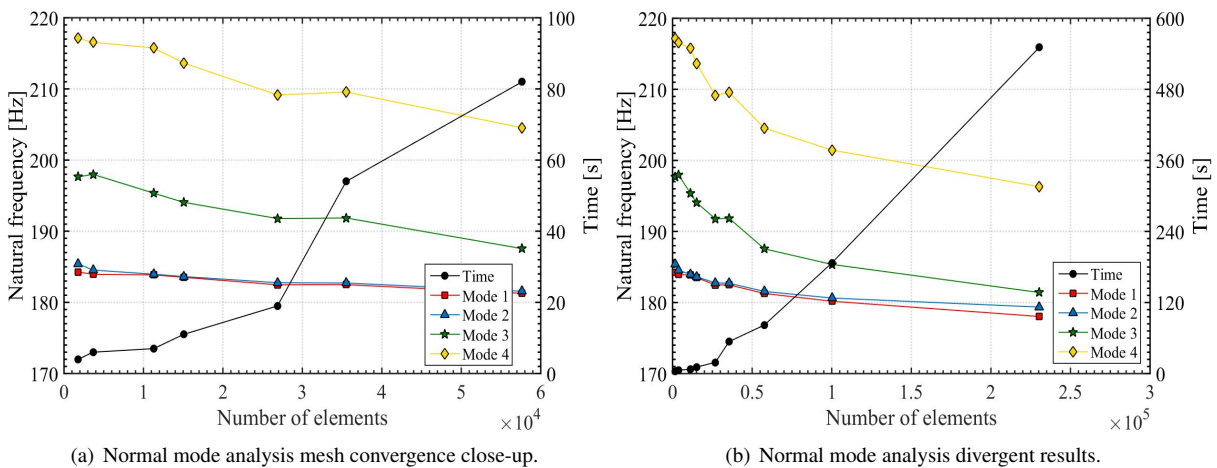 220
210
200
190
180
170
Natural frequency [Hz]
100
80
60
40
20
0
Time [s]
0 1 2 3 4 5 6
Number of elements
×10⁴
Time
Mode 1
Mode 2
Mode 3
Mode 4
(a) Normal mode analysis mesh convergence close-up.
220
210
200
190
180
170
Natural frequency [Hz]
600
480
360
240
120
0
Time [s]
0 0.5 1 1.5 2 2.5 3
Number of elements
×10⁵
Time
Mode 1
Mode 2
Mode 3
Mode 4
(b) Normal mode analysis divergent results.